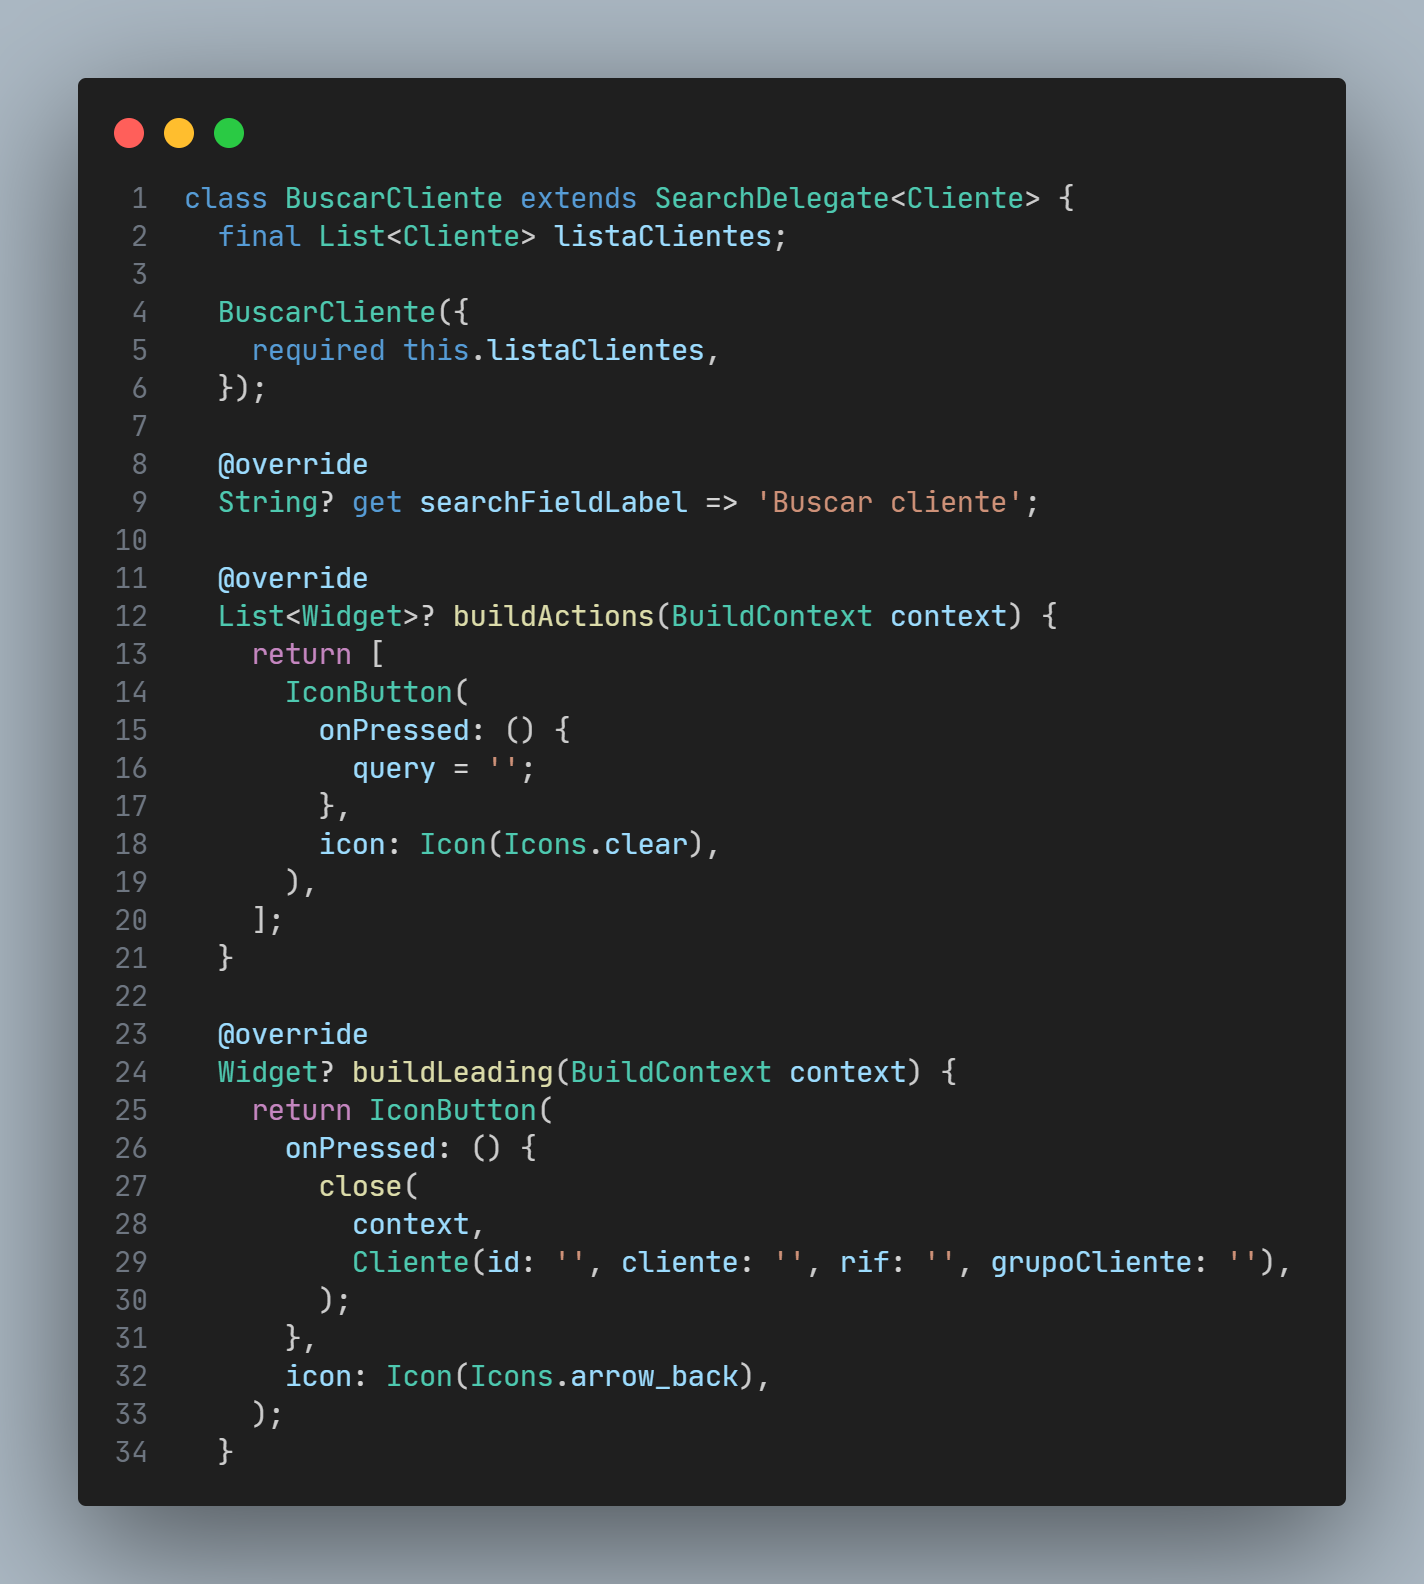 1 class BuscarCliente extends SearchDelegate<Cliente> {
2   final List<Cliente> listaClientes;
3
4   BuscarCliente({
5     required this.listaClientes,
6   });
7
8   @override
9   String? get searchFieldLabel => 'Buscar cliente';
10
11   @override
12   List<Widget>? buildActions(BuildContext context) {
13     return [
14       IconButton(
15         onPressed: () {
16           query = '';
17         },
18         icon: Icon(Icons.clear),
19       ),
20     ];
21   }
22
23   @override
24   Widget? buildLeading(BuildContext context) {
25     return IconButton(
26       onPressed: () {
27         close(
28           context,
29           Cliente(id: '', cliente: '', rif: '', grupoCliente: ''),
30         );
31       },
32       icon: Icon(Icons.arrow_back),
33     );
34   }